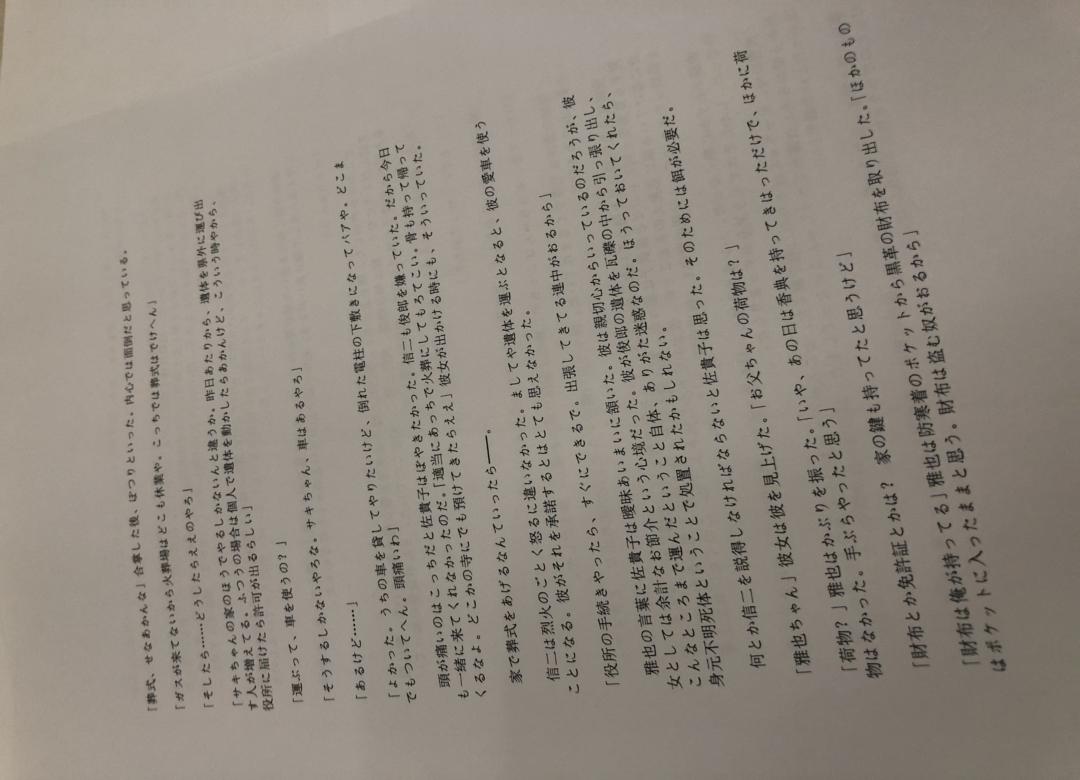 「葬式、せなあかんな」合掌した後、ぽつりといった。内心では面倒だと思っている。
「ガスが来てないから火葬場はどこも休業や。こっちでは葬式はでけへん」
「そしたら……どうしたらええのやろ」
「サキちゃんの家のほうでやるしかないんと違うか。昨日あたりから、遺体を県外に運び出
す人が増えてる。ふつうの場合は個人で遺体を動かしたらあかんけど、こういう時やから、
役所に届けたら許可が出るらしい」
「運ぶって、車を使うの？」
「そうするしかないやろな。サキちゃん、車はあるやろ」
「あるけど……」
「よかった。うちの車を貸してやりたいけど、倒れた電柱の下敷きになってパアや。どこま
でもついてへん。頭痛いわ」
頭が痛いのはこっちだと佐貴子はぼやきたかった。信二も俊郎を嫌っていた。だから今日
も一緒に来てくれなかったのだ。「適当にあっちで火葬にしてもろてこい。骨も持って帰って
くるなよ。どこかの寺にでも預けてきたらええ」彼女が出かける時にも、そういっていた。
家で葬式をあげるなんていったら――。
信二は烈火のごとく怒るに違いなかった。ましてや遺体を運ぶとなると、彼の愛車を使う
ことになる。彼がそれを承諾するとはとても思えなかった。
「役所の手続きやったら、すぐにできるで。出張してきてる連中がおるから」
雅也の言葉に佐貴子は曖昧あいまいに頷いた。彼は親切心からいっているのだろうが、彼
女としては余計なお節介という心境だった。彼が俊郎の遺体を瓦礫の中から引っ張り出し、
こんなところまで運んだということ自体、ありがた迷惑なのだ。ほうっておいてくれたら、
身元不明死体ということで処置されたかもしれない。
何とか信二を説得しなければならないと佐貴子は思った。そのためには餌が必要だ。
「雅也ちゃん」彼女は彼を見上げた。「お父ちゃんの荷物は？」
「荷物？」雅也はかぶりを振った。「いや、あの日は香典を持ってきはっただけで、ほかに荷
物はなかった。手ぶらやったと思う」
「財布とか免許証とかは？　家の鍵も持ってたと思うけど」
「財布は俺が持ってる」雅也は防寒着のポケットから黒革の財布を取り出した。「ほかのもの
はポケットに入ったままと思う。財布は盗む奴がおるから」